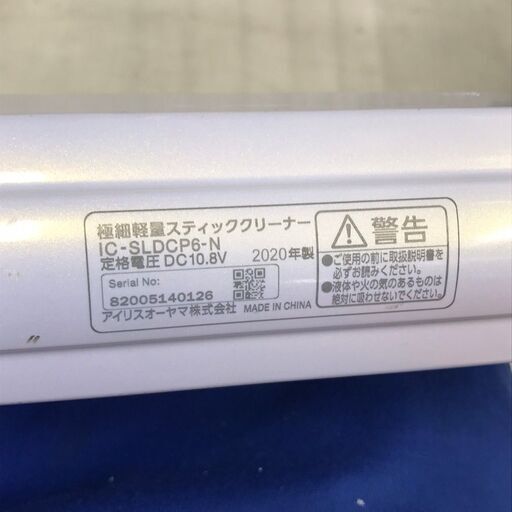 極細軽量スティッククリーナー
IC-SLDCP6-N
定格電圧 DC10.8V 2020年製
Serial No:
82005140126
アイリスオーヤマ株式会社 MADE IN CHINA
警告
●ご使用の前に取扱説明書を
必ずお読みください。
●液体や火の気のあるものは
絶対に吸わせないでください。